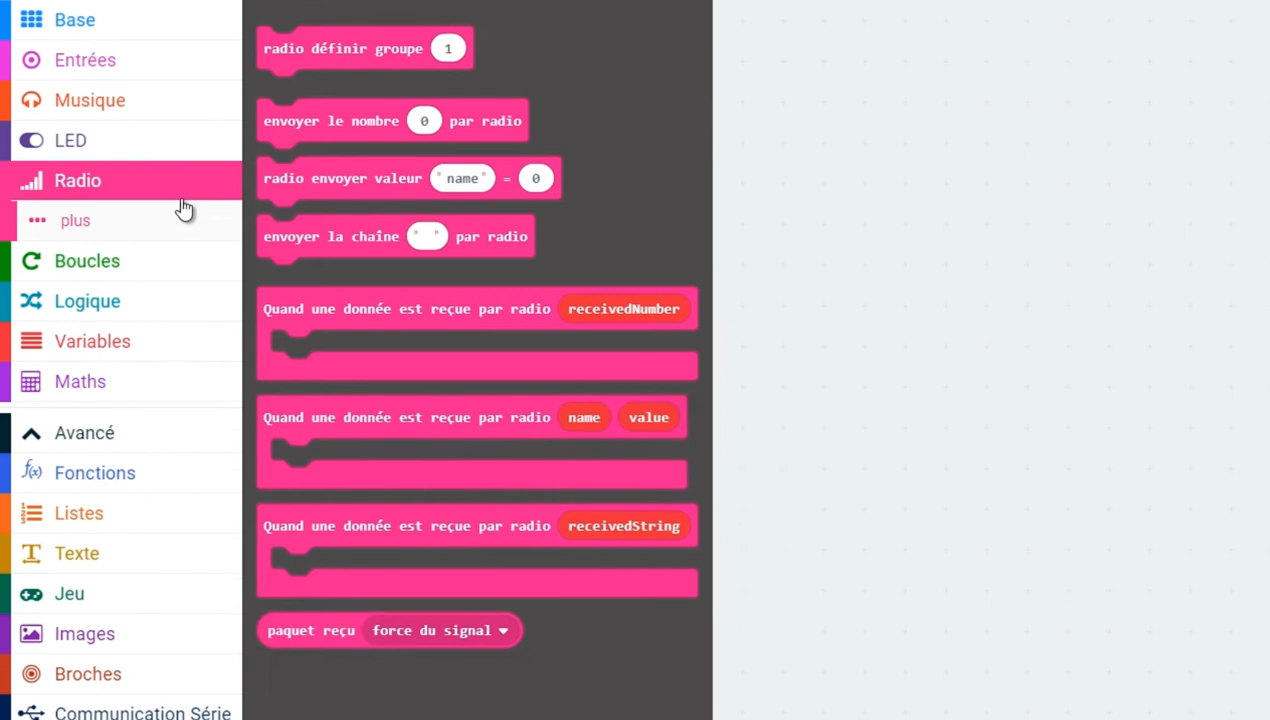 Base
Entrées
Musique
LED
Radio
plus
Boucles
Logique
Variables
Maths
Avancé
Fonctions
Listes
Texte
Jeu
Images
Broches
Communication Série
radio définir groupe 1
envoyer le nombre 0 par radio
radio envoyer valeur "name" = 0
envoyer la chaîne " " par radio
Quand une donnée est reçue par radio receivedNumber
Quand une donnée est reçue par radio name value
Quand une donnée est reçue par radio receivedString
paquet reçu force du signal